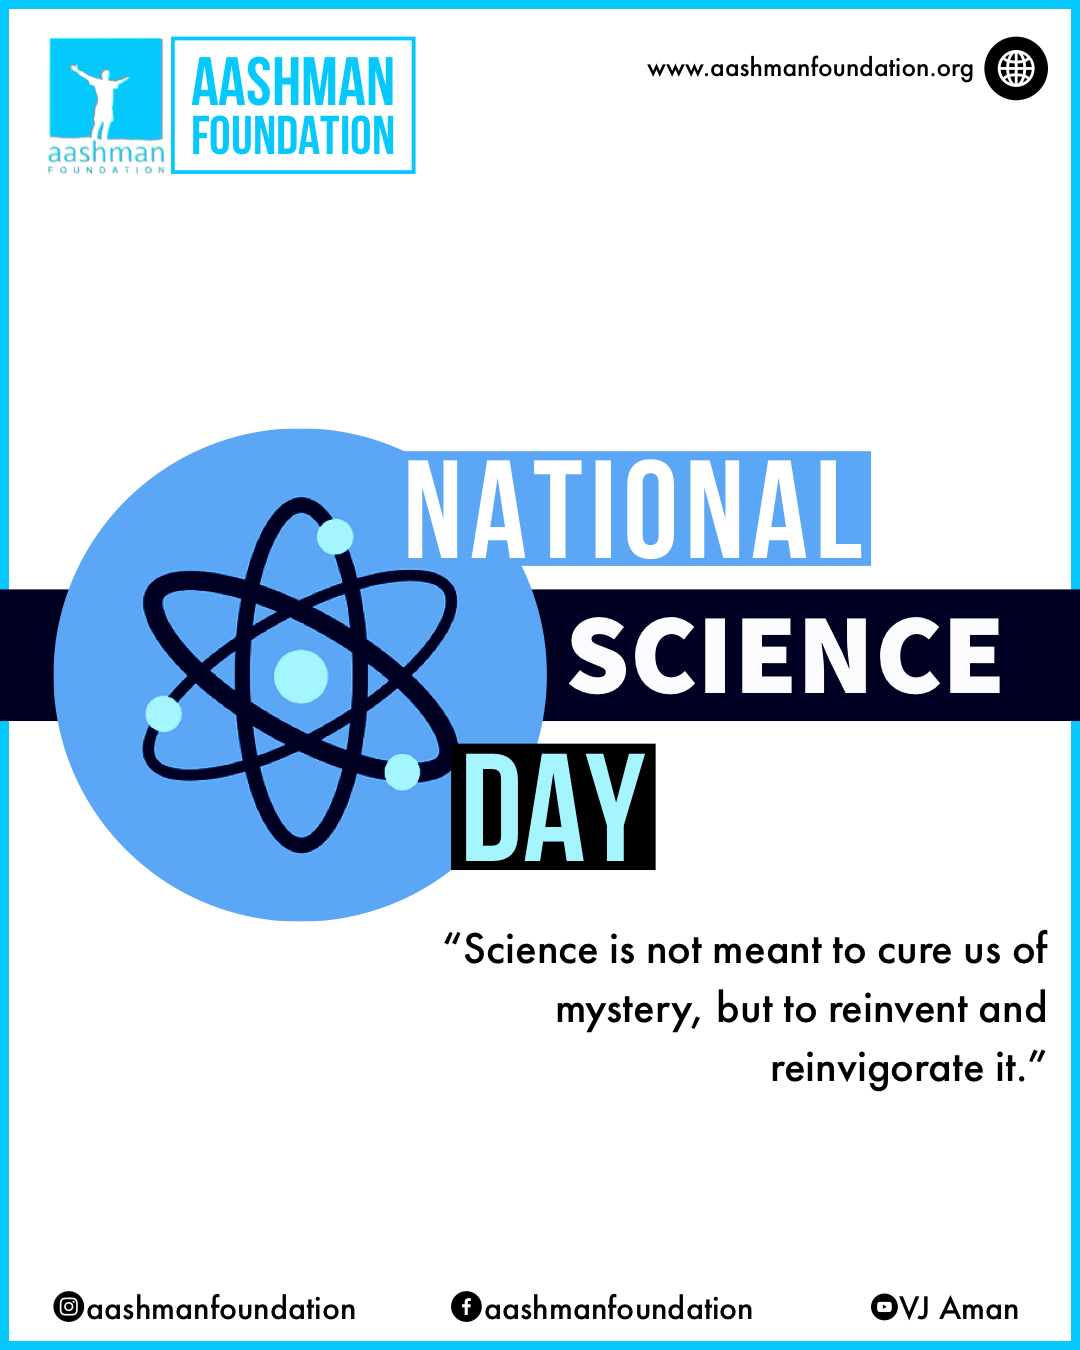 aashman
FOUNDATION
AASHMAN
FOUNDATION
www.aashmanfoundation.org
NATIONAL
SCIENCE
DAY
“Science is not meant to cure us of
mystery, but to reinvent and
reinvigorate it.”
aashmanfoundation
aashmanfoundation
VJ Aman